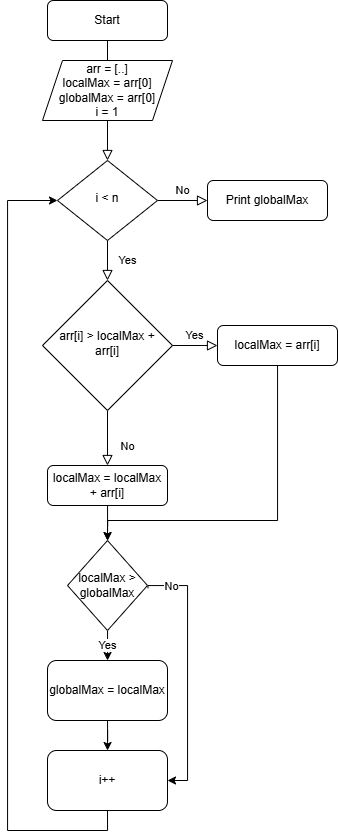 Start
arr = [..]
localMax = arr[0]
globalMax = arr[0]
i = 1
i < n
No
Print globalMax
Yes
arr[i] > localMax +
arr[i]
Yes
localMax = arr[i]
No
localMax = localMax
+ arr[i]
localMax >
globalMax
No
Yes
globalMax = localMax
i++